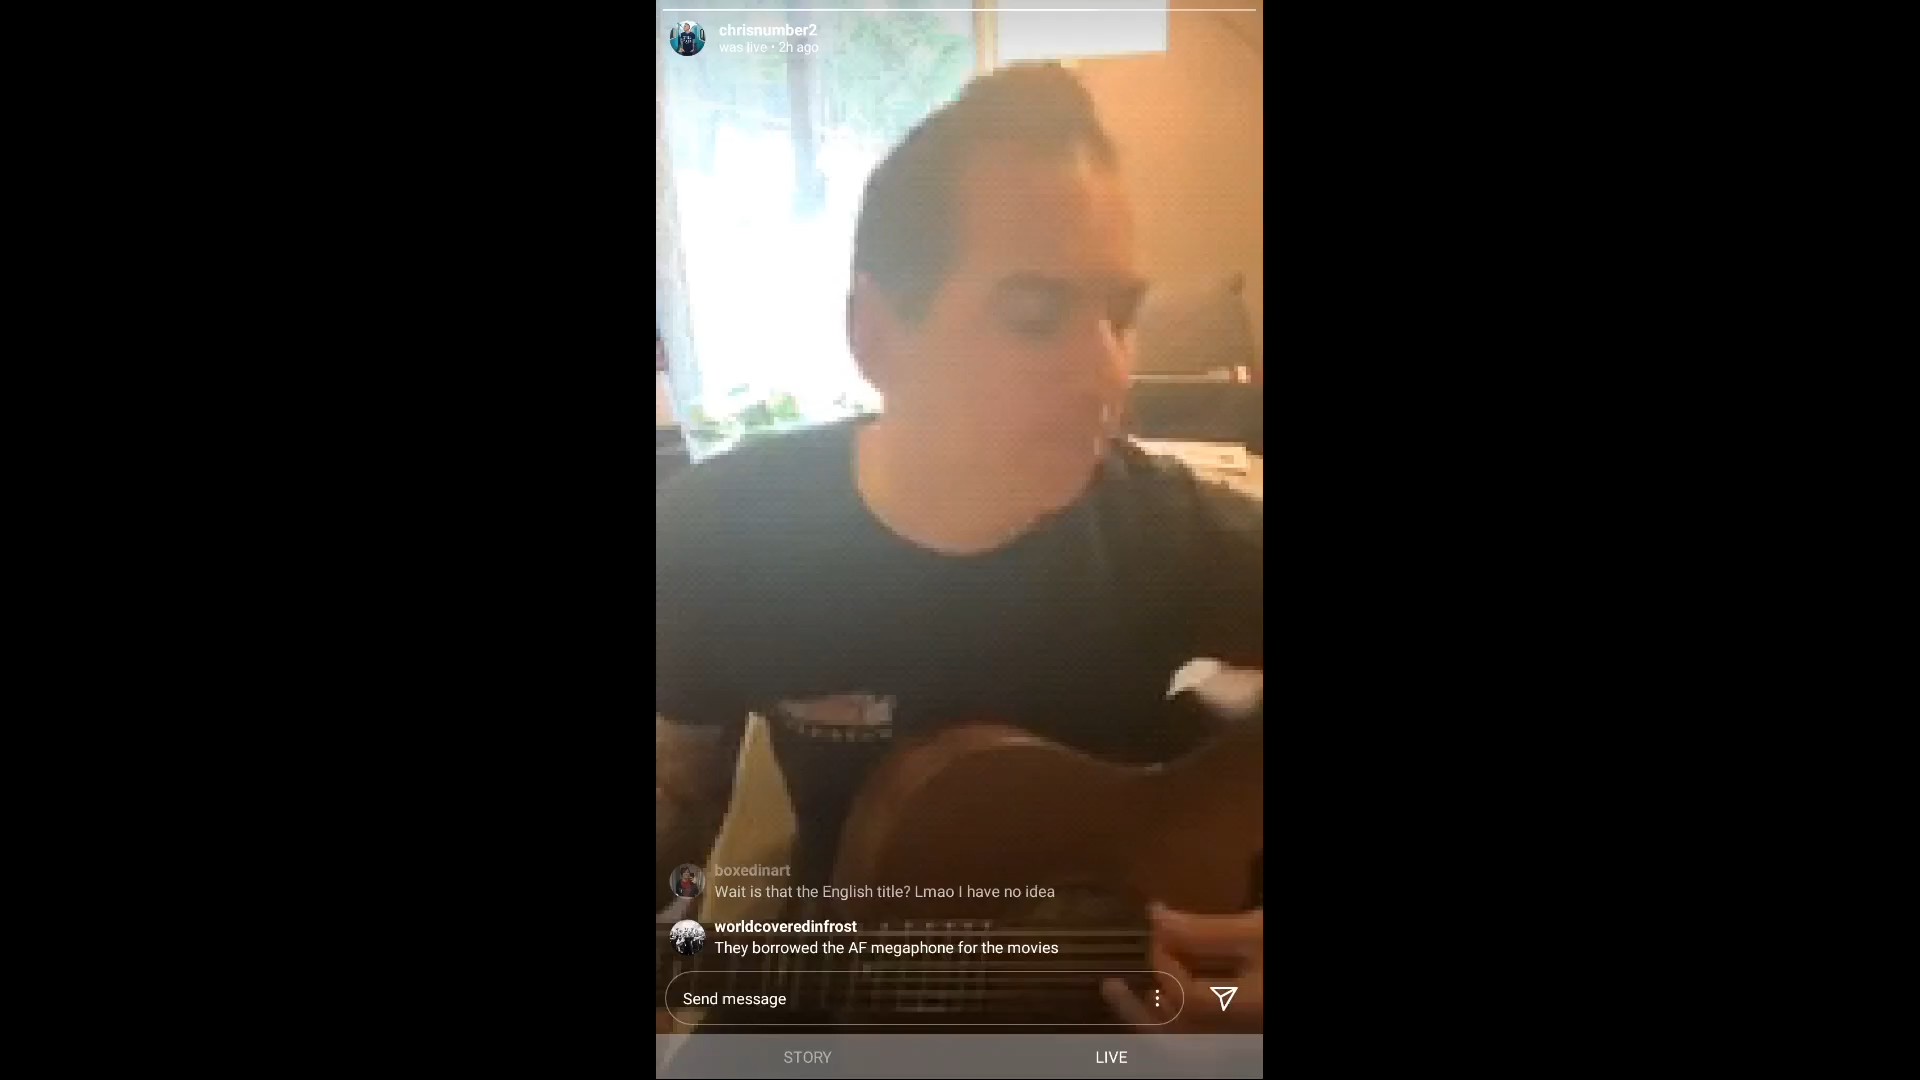 chrisnumber2
was live • 2h ago
boxedinart
Wait is that the English title? Lmao I have no idea
worldcoveredinfrost
They borrowed the AF megaphone for the movies
Send message
STORY
LIVE